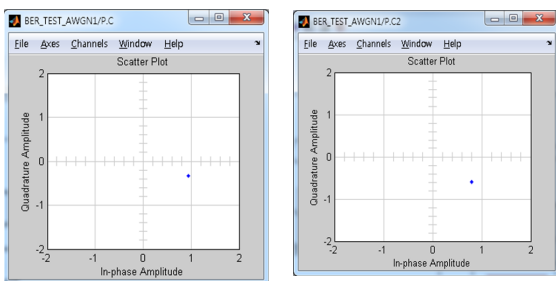 BER_TEST_AWGN1/P.C
File Axes Channels Window Help
Scatter Plot
2
1
0
-1
-2
Quadrature Amplitude
-2 -1 0 1 2
In-phase Amplitude
BER_TEST_AWGN1/P.C2
File Axes Channels Window Help
Scatter Plot
2
1
0
-1
-2
Quadrature Amplitude
-2 -1 0 1 2
In-phase Amplitude